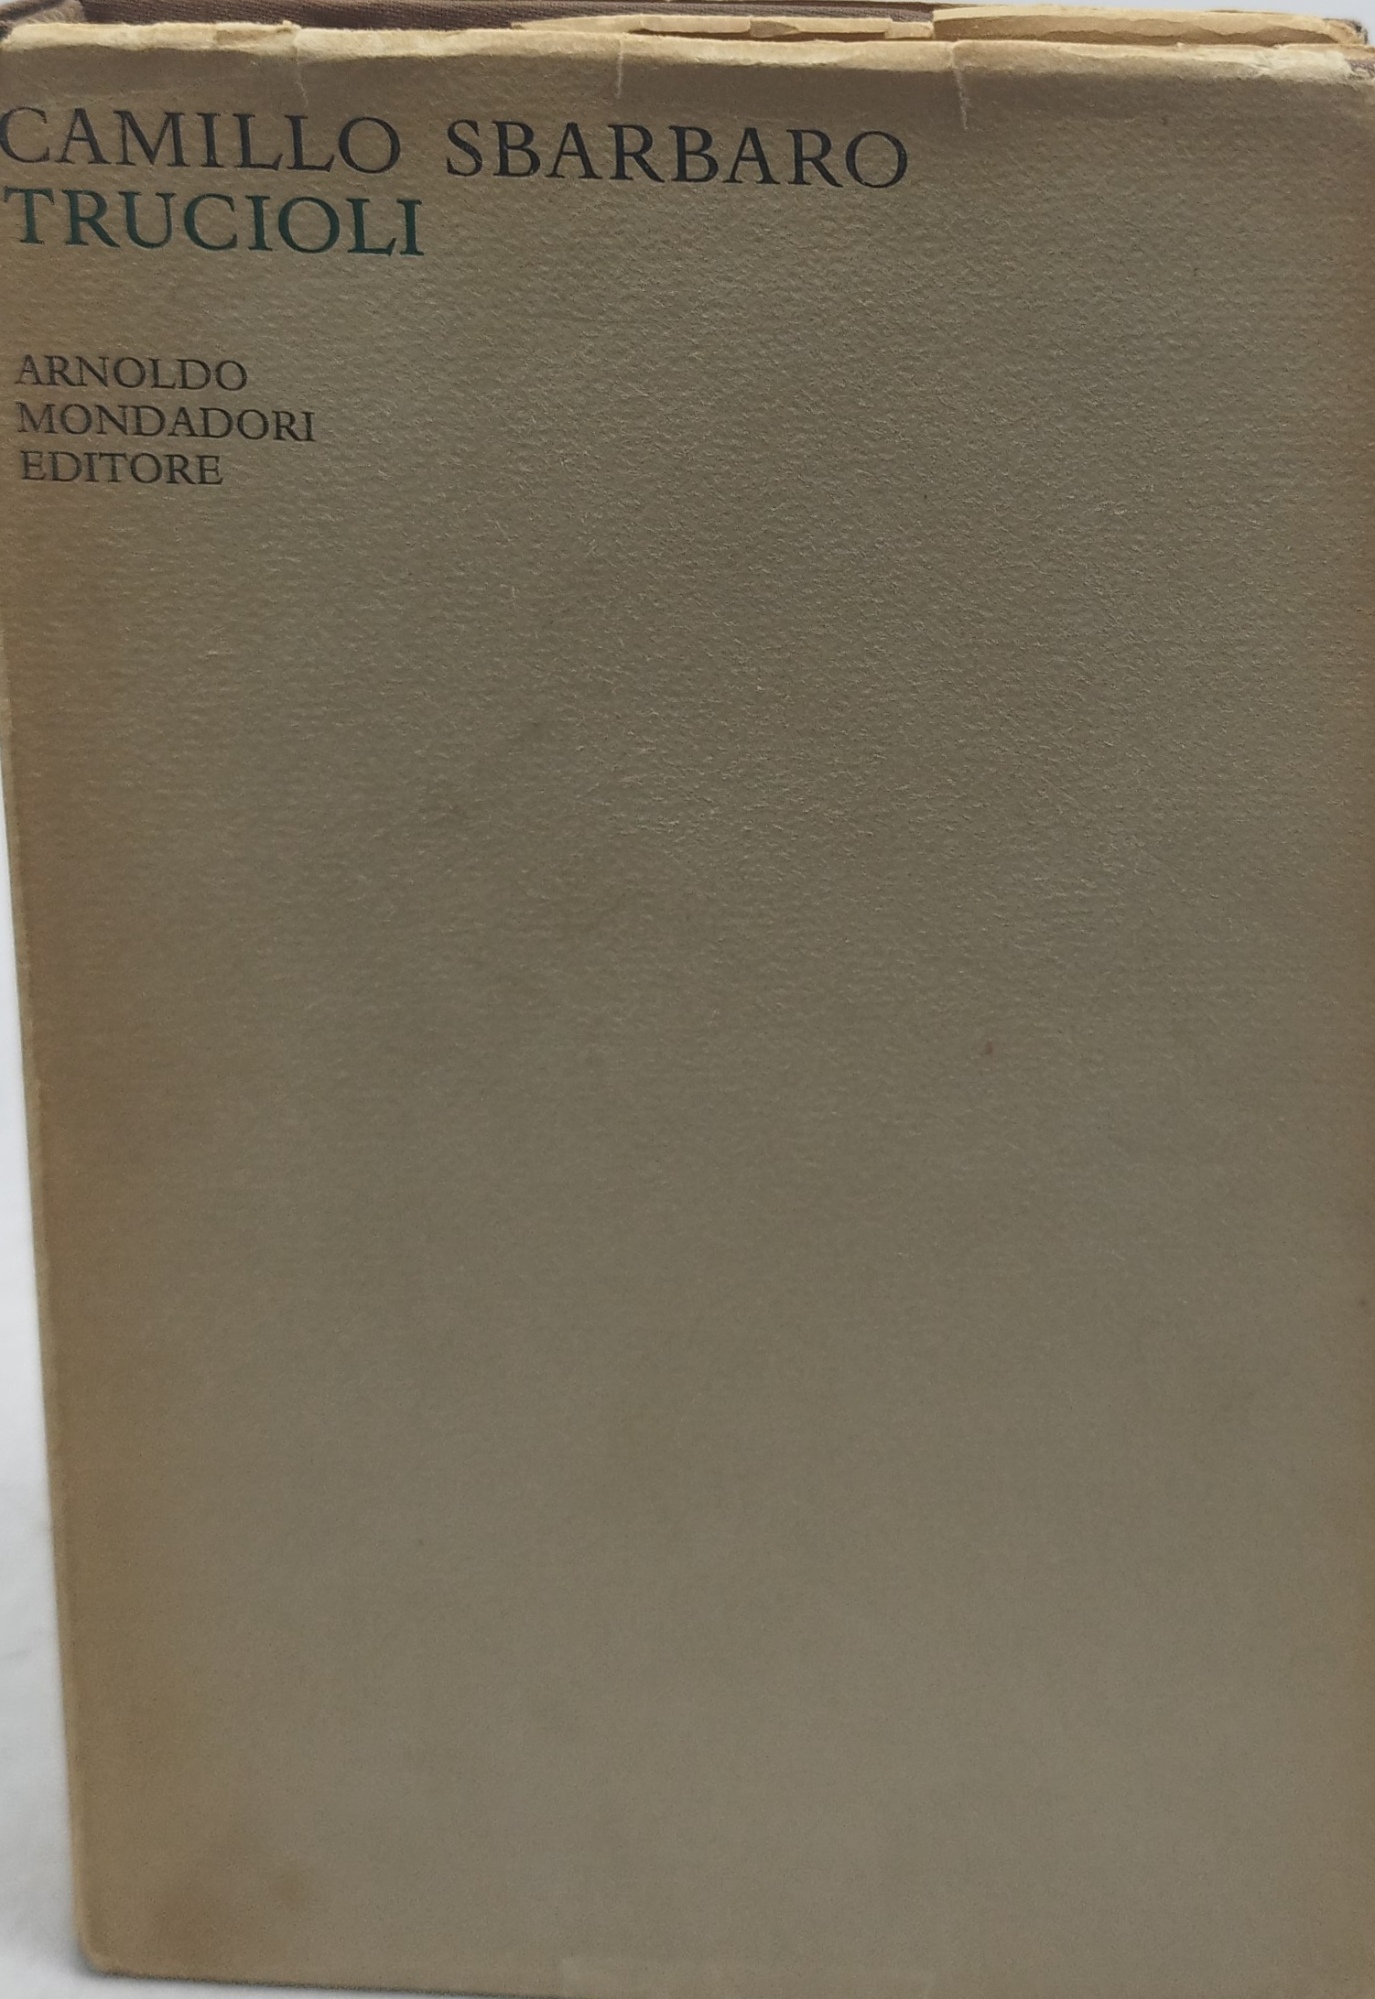 CAMILLO SBARBARO
TRUCIOLI
ARNOLDO
MONDADORI
EDITORE